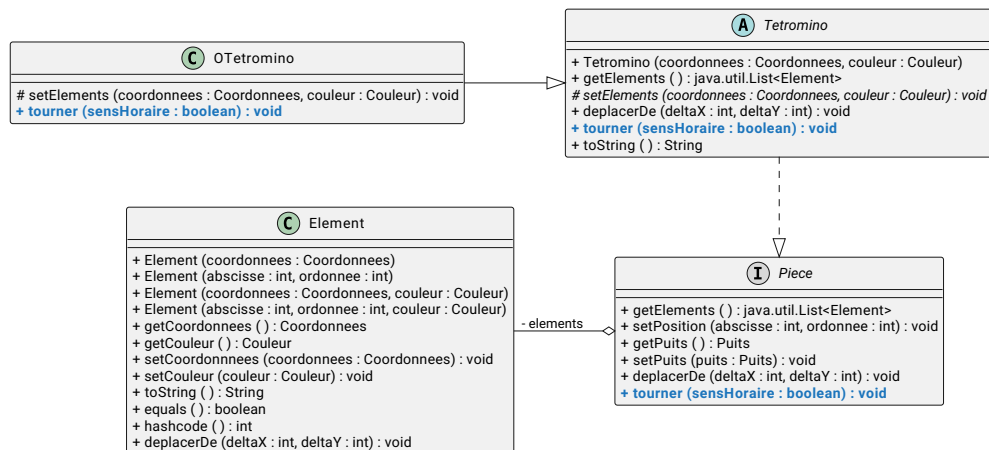 C OTetromino
# setElements (coordonnees : Coordonnees, couleur : Couleur) : void
+ tourner (sensHoraire : boolean) : void
A Tetromino
+ Tetromino (coordonnees : Coordonnees, couleur : Couleur)
+ getElements ( ) : java.util.List<Element>
# setElements (coordonnees : Coordonnees, couleur : Couleur) : void
+ deplacerDe (deltaX : int, deltaY : int) : void
+ tourner (sensHoraire : boolean) : void
+ toString ( ) : String
C Element
+ Element (coordonnees : Coordonnees)
+ Element (abscisse : int, ordonnee : int)
+ Element (coordonnees : Coordonnees, couleur : Couleur)
+ Element (abscisse : int, ordonnee : int, couleur : Couleur)
+ getCoordonnees ( ) : Coordonnees
+ getCouleur ( ) : Couleur
+ setCoordonnnees (coordonnees : Coordonnees) : void
+ setCouleur (couleur : Couleur) : void
+ toString ( ) : String
+ equals ( ) : boolean
+ hashcode ( ) : int
+ deplacerDe (deltaX : int, deltaY : int) : void
- elements
I Piece
+ getElements ( ) : java.util.List<Element>
+ setPosition (abscisse : int, ordonnee : int) : void
+ getPuits ( ) : Puits
+ setPuits (puits : Puits) : void
+ deplacerDe (deltaX : int, deltaY : int) : void
+ tourner (sensHoraire : boolean) : void